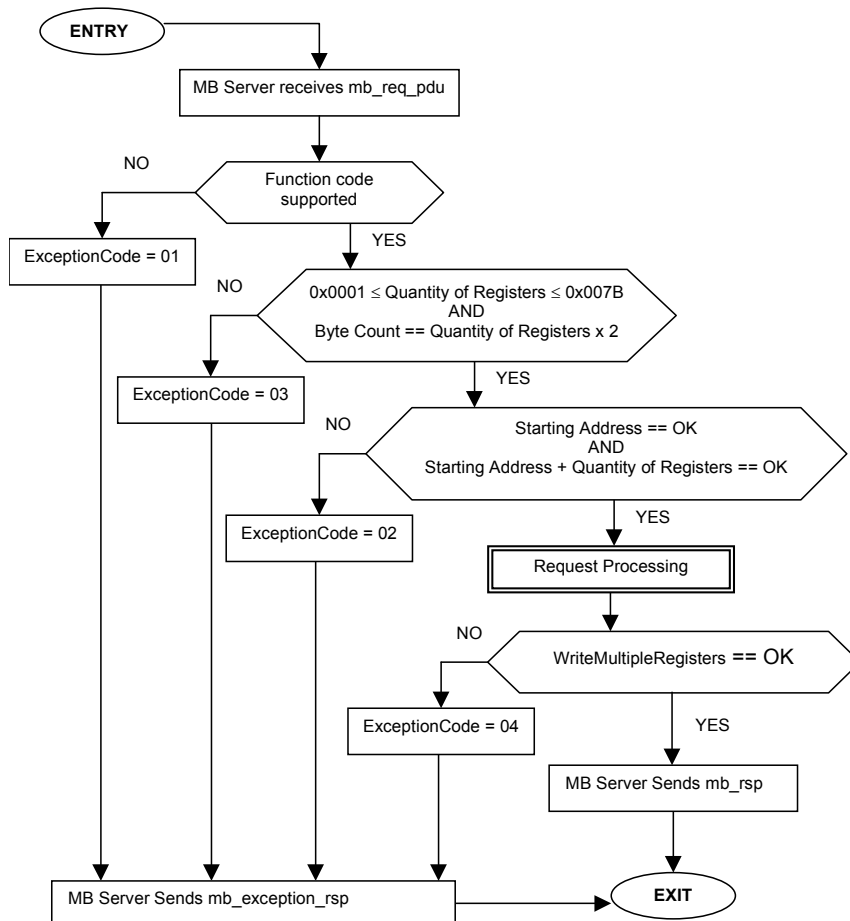 ENTRY
MB Server receives mb_req_pdu
NO
Function code
supported
YES
ExceptionCode = 01
NO
0x0001 ≤ Quantity of Registers ≤ 0x007B
AND
Byte Count == Quantity of Registers x 2
YES
ExceptionCode = 03
NO
Starting Address == OK
AND
Starting Address + Quantity of Registers == OK
YES
ExceptionCode = 02
Request Processing
NO
WriteMultipleRegisters == OK
YES
ExceptionCode = 04
MB Server Sends mb_rsp
MB Server Sends mb_exception_rsp
EXIT